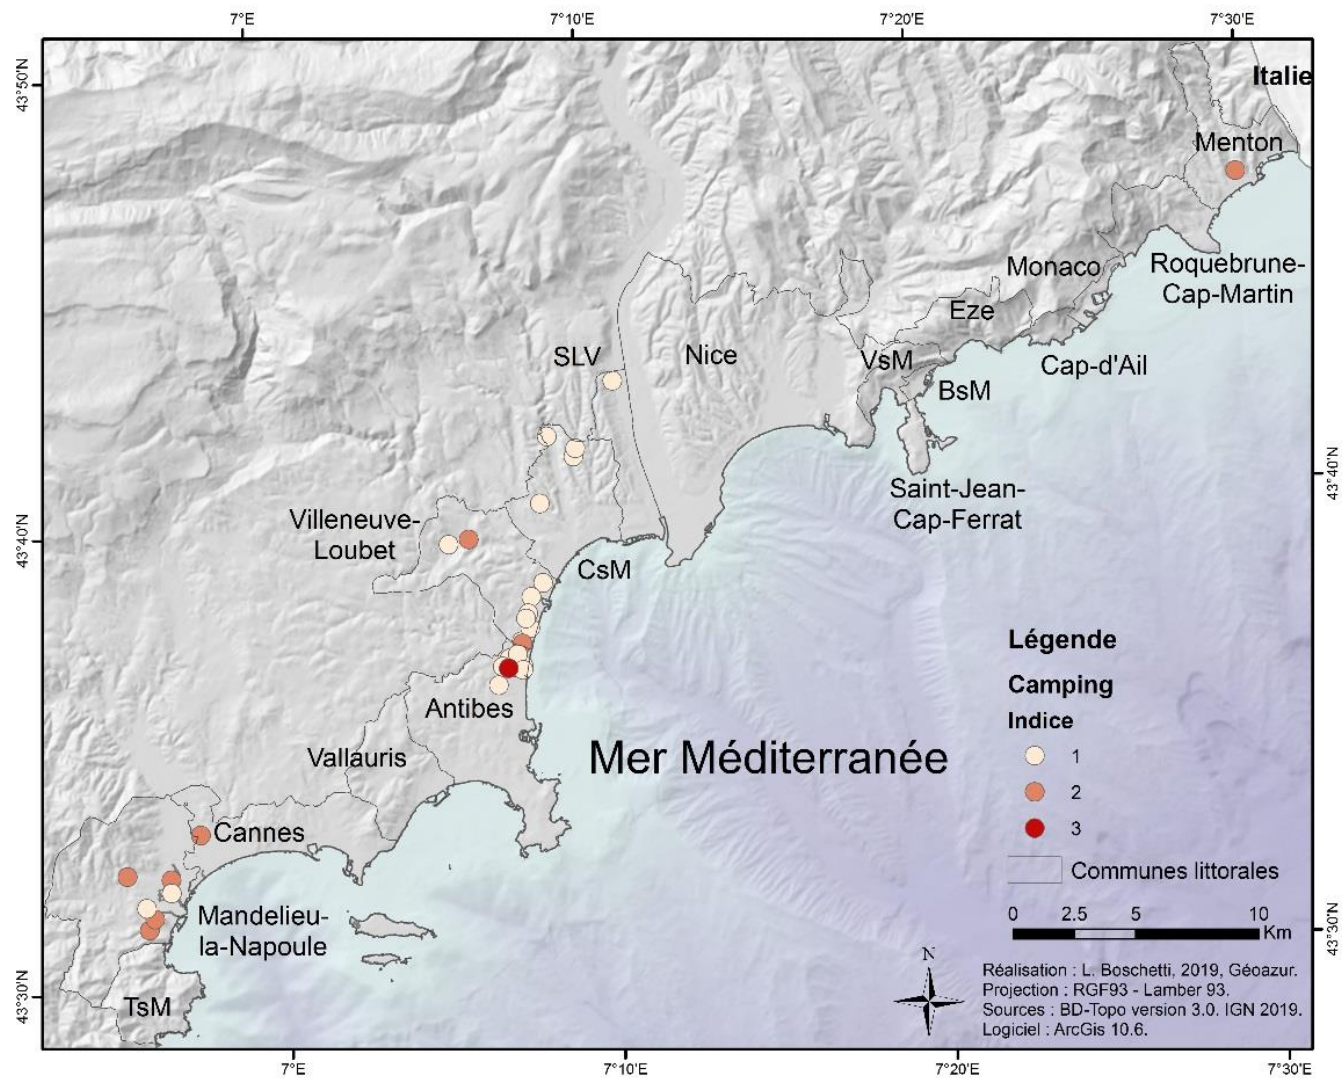 7°E
7°10'E
7°20'E
7°30'E
43°50'N
Italie
Menton
Monaco
Roquebrune-
Cap-Martin
Eze
SLV
Nice
VsM
Cap-d'Ail
BsM
43°40'N
Saint-Jean-
Cap-Ferrat
Villeneuve-
Loubet
43°40'N
CsM
Légende
Camping
Indice
Antibes
Mer Méditerranée
Vallauris
1
2
3
Cannes
Communes littorales
Mandelieu-
la-Napoule
0 2.5 5 10
Km
43°30'N
N
Réalisation : L. Boschetti, 2019, Géoazur.
Projection : RGF93 - Lamber 93.
Sources : BD-Topo version 3.0. IGN 2019.
Logiciel : ArcGis 10.6.
43°30'N
TsM
7°E
7°10'E
7°20'E
7°30'E